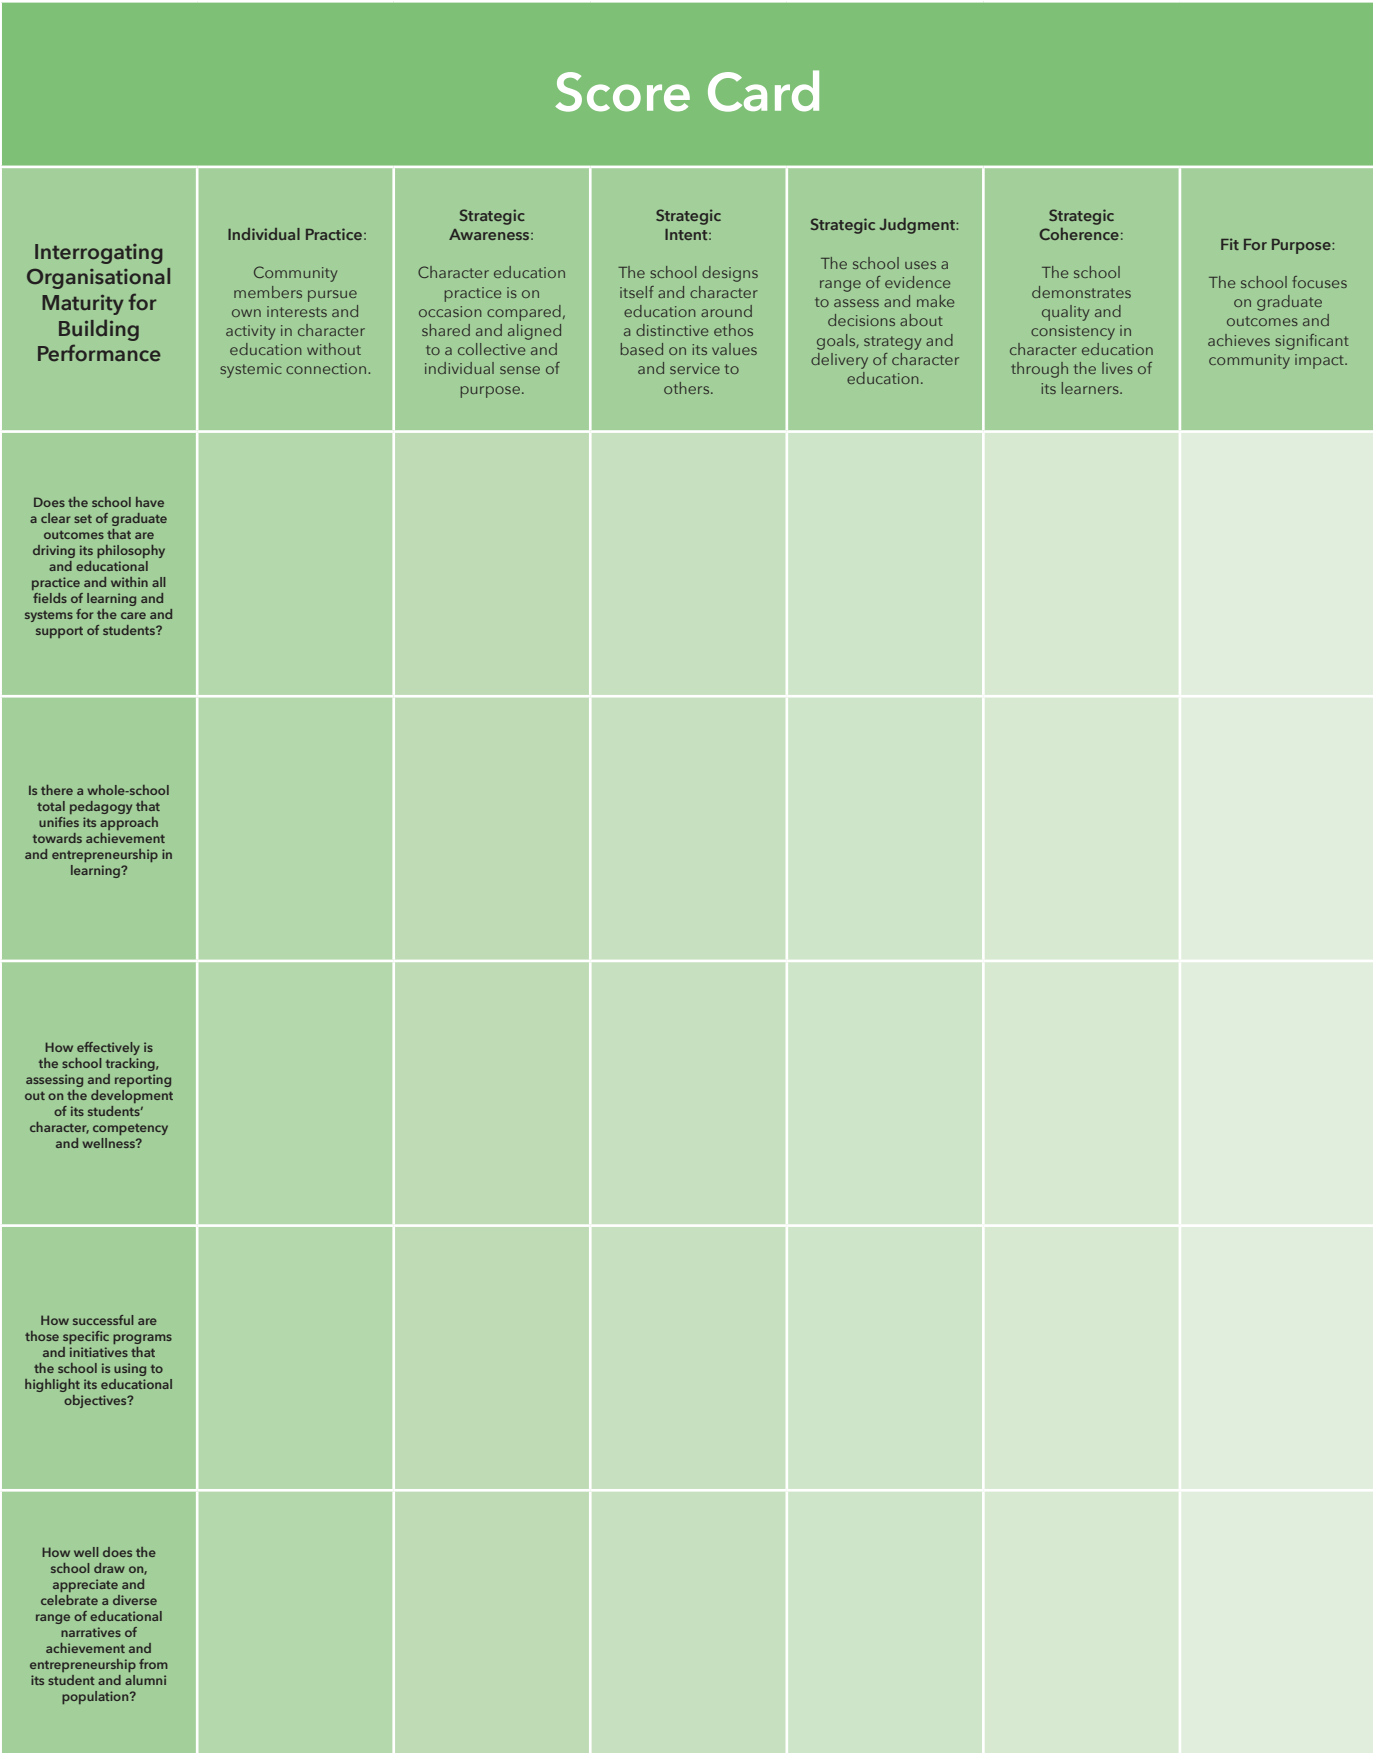 Score Card
Interrogating
Organisational
Maturity for
Building
Performance
Individual Practice:
Community
members pursue
own interests and
activity in character
education without
systemic connection.
Strategic
Awareness:
Character education
practice is on
occasion compared,
shared and aligned
to a collective and
individual sense of
purpose.
Strategic
Intent:
The school designs
itself and character
education around
a distinctive ethos
based on its values
and service to
others.
Strategic Judgment:
The school uses a
range of evidence
to assess and make
decisions about
goals, strategy and
delivery of character
education.
Strategic
Coherence:
The school
demonstrates
quality and
consistency in
character education
through the lives of
its learners.
Fit For Purpose:
The school focuses
on graduate
outcomes and
achieves significant
community impact.
Does the school have
a clear set of graduate
outcomes that are
driving its philosophy
and educational
practice and within all
fields of learning and
systems for the care and
support of students?
Is there a whole-school
total pedagogy that
unifies its approach
towards achievement
and entrepreneurship in
learning?
How effectively is
the school tracking,
assessing and reporting
out on the development
of its students’
character, competency
and wellness?
How successful are
those specific programs
and initiatives that
the school is using to
highlight its educational
objectives?
How well does the
school draw on,
appreciate and
celebrate a diverse
range of educational
narratives of
achievement and
entrepreneurship from
its student and alumni
population?